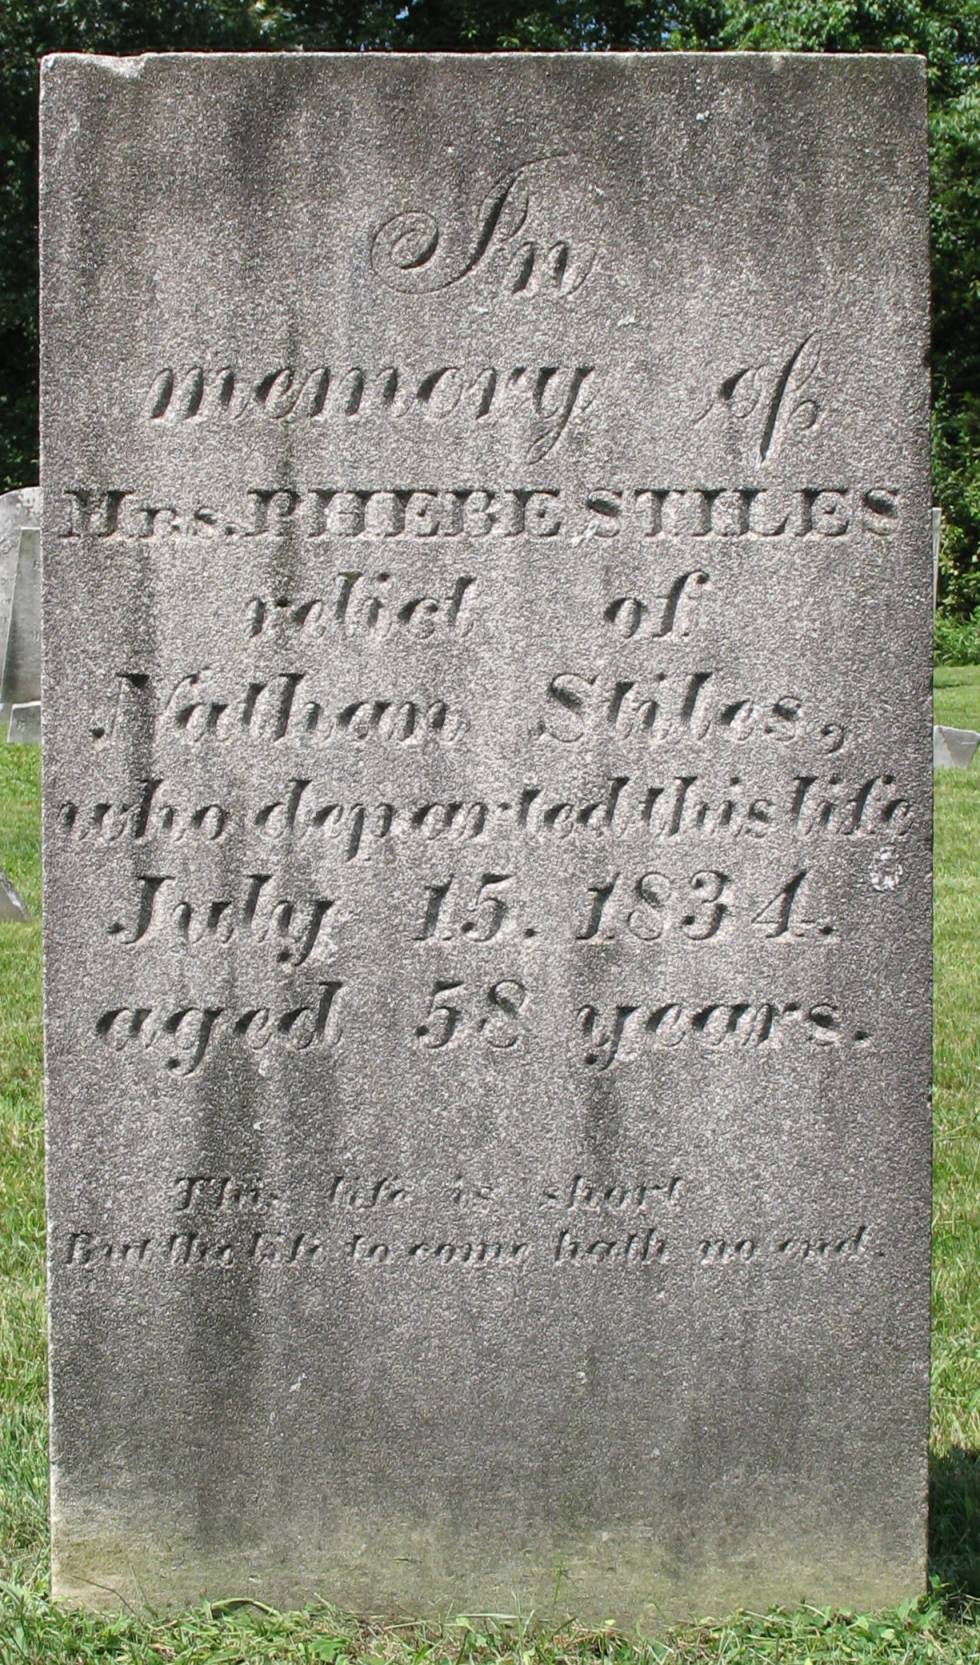 In
memory of
Mrs. PHEBE STILES
relict of
Nathan Stiles,
who departed this life
July 15. 1834.
aged 58 years.
This life is short
But the life to come hath no end.